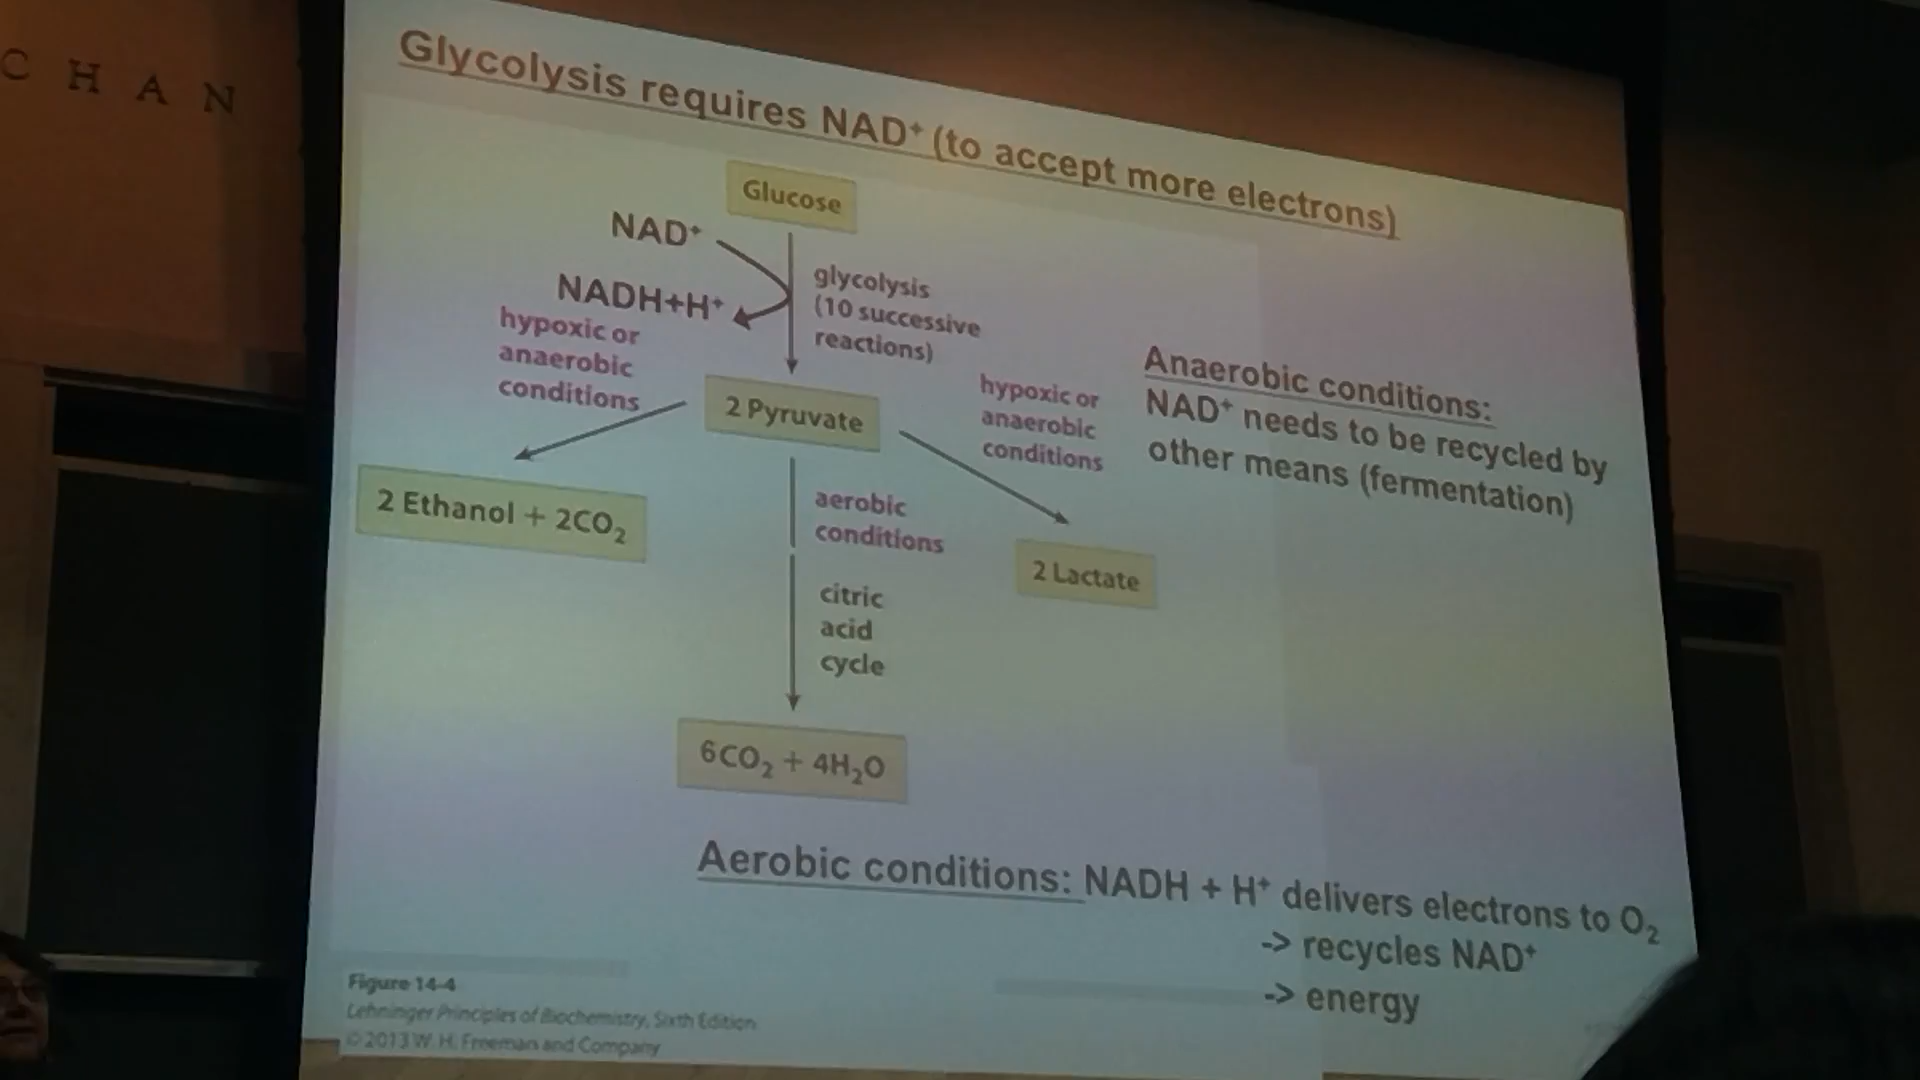 CHAN
Glycolysis requires NAD⁺ (to accept more electrons)
Glucose
NAD⁺
NADH+H⁺
glycolysis
(10 successive
reactions)
hypoxic or
anaerobic
conditions
2 Pyruvate
hypoxic or
anaerobic
conditions
Anaerobic conditions:
NAD⁺ needs to be recycled by
other means (fermentation)
2 Ethanol + 2CO₂
aerobic
conditions
2 Lactate
citric
acid
cycle
6CO₂ + 4H₂O
Aerobic conditions: NADH + H⁺ delivers electrons to O₂
-> recycles NAD⁺
-> energy
Figure 14-4
Lehninger Principles of Biochemistry, Sixth Edition
© 2013 W. H. Freeman and Company